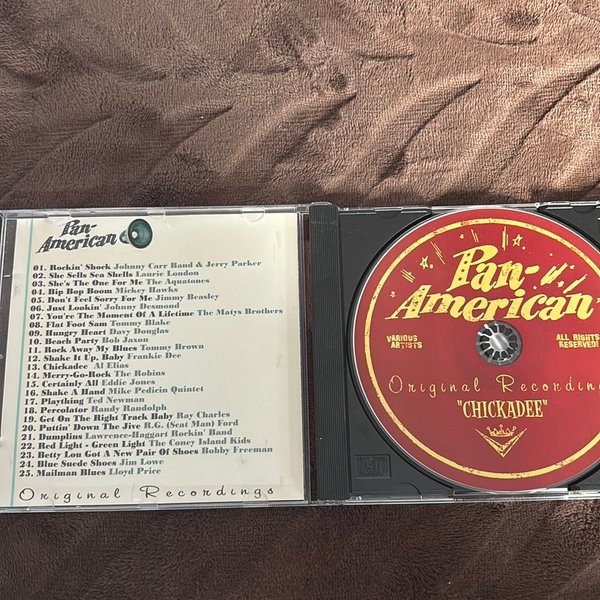 Pan-
American
01. Rockin' Shock Johnny Carr Band & Jerry Parker
02. She Sells Sea Shells Laurie London
03. She's The One For Me The Aquatones
04. Bip Bop Boom Mickey Hawks
05. Don't Feel Sorry For Me Jimmy Beasley
06. Just Lookin' Johnny Desmond
07. You're The Moment Of A Lifetime The Matys Brothers
08. Flat Foot Sam Tommy Blake
09. Hungry Heart Davy Douglas
10. Beach Party Bob Jaxon
11. Rock Away My Blues Tommy Brown
12. Shake It Up, Baby Frankie Dee
13. Chickadee Al Elias
14. Merry-Go-Rock The Robins
15. Certainly All Eddie Jones
16. Shake A Hand Mike Pedicin Quintet
17. Plaything Ted Newman
18. Percolator Randy Randolph
19. Get On The Right Track Baby Ray Charles
20. Puttin' Down The Jive R.G. (Scat Man) Ford
21. Dumplins Lawrence-Haggart Rockin' Band
22. Red Light - Green Light The Coney Island Kids
23. Betty Lou Got A New Pair Of Shoes Bobby Freeman
24. Blue Suede Shoes Jim Lowe
25. Mailman Blues Lloyd Price
Original Recordings
Pan-
American
VARIOUS
ARTISTS
ALL RIGHTS
RESERVED!
Original Recordings
"CHICKADEE"